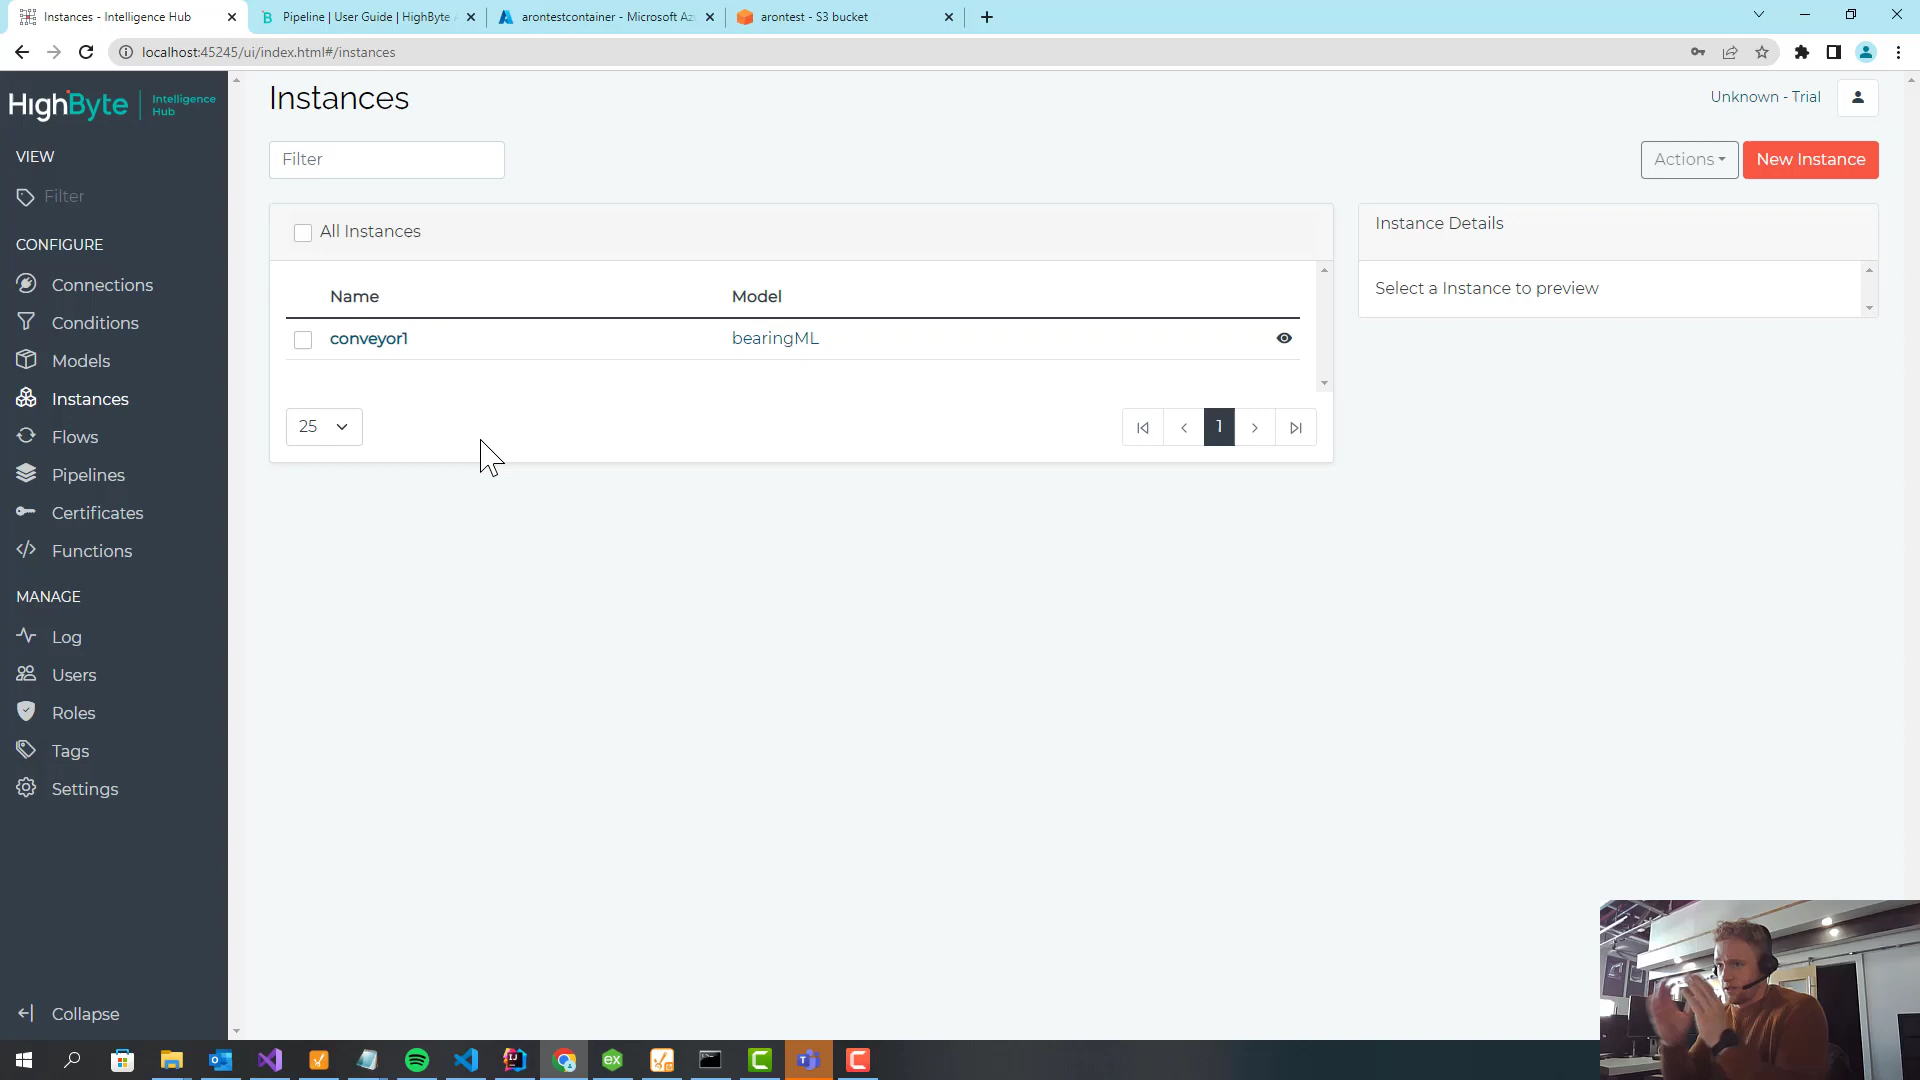 Instances - Intelligence Hub
Pipeline | User Guide | HighByte
arontestcontainer - Microsoft Az
arontest - S3 bucket
localhost:45245/ui/index.html#/instances
HighByte | Intelligence Hub
Instances
Unknown - Trial
Filter
Actions
New Instance
VIEW
Filter
CONFIGURE
Connections
Conditions
Models
Instances
Flows
Pipelines
Certificates
Functions
MANAGE
Log
Users
Roles
Tags
Settings
Collapse
All Instances
Name Model
conveyor1 bearingML
25
1
Instance Details
Select a Instance to preview